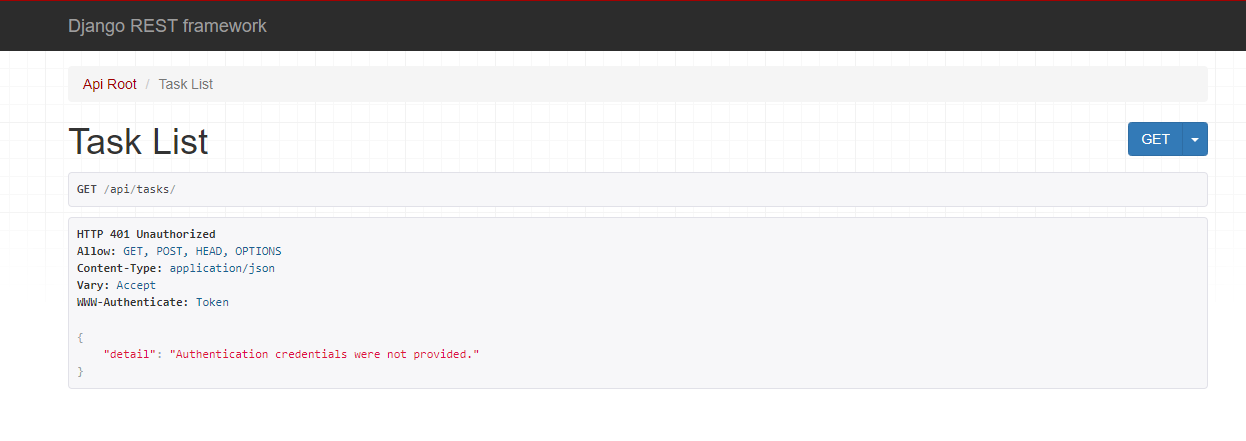 Django REST framework
Api Root / Task List
Task List
GET
GET /api/tasks/
HTTP 401 Unauthorized
Allow: GET, POST, HEAD, OPTIONS
Content-Type: application/json
Vary: Accept
WWW-Authenticate: Token
{
    "detail": "Authentication credentials were not provided."
}